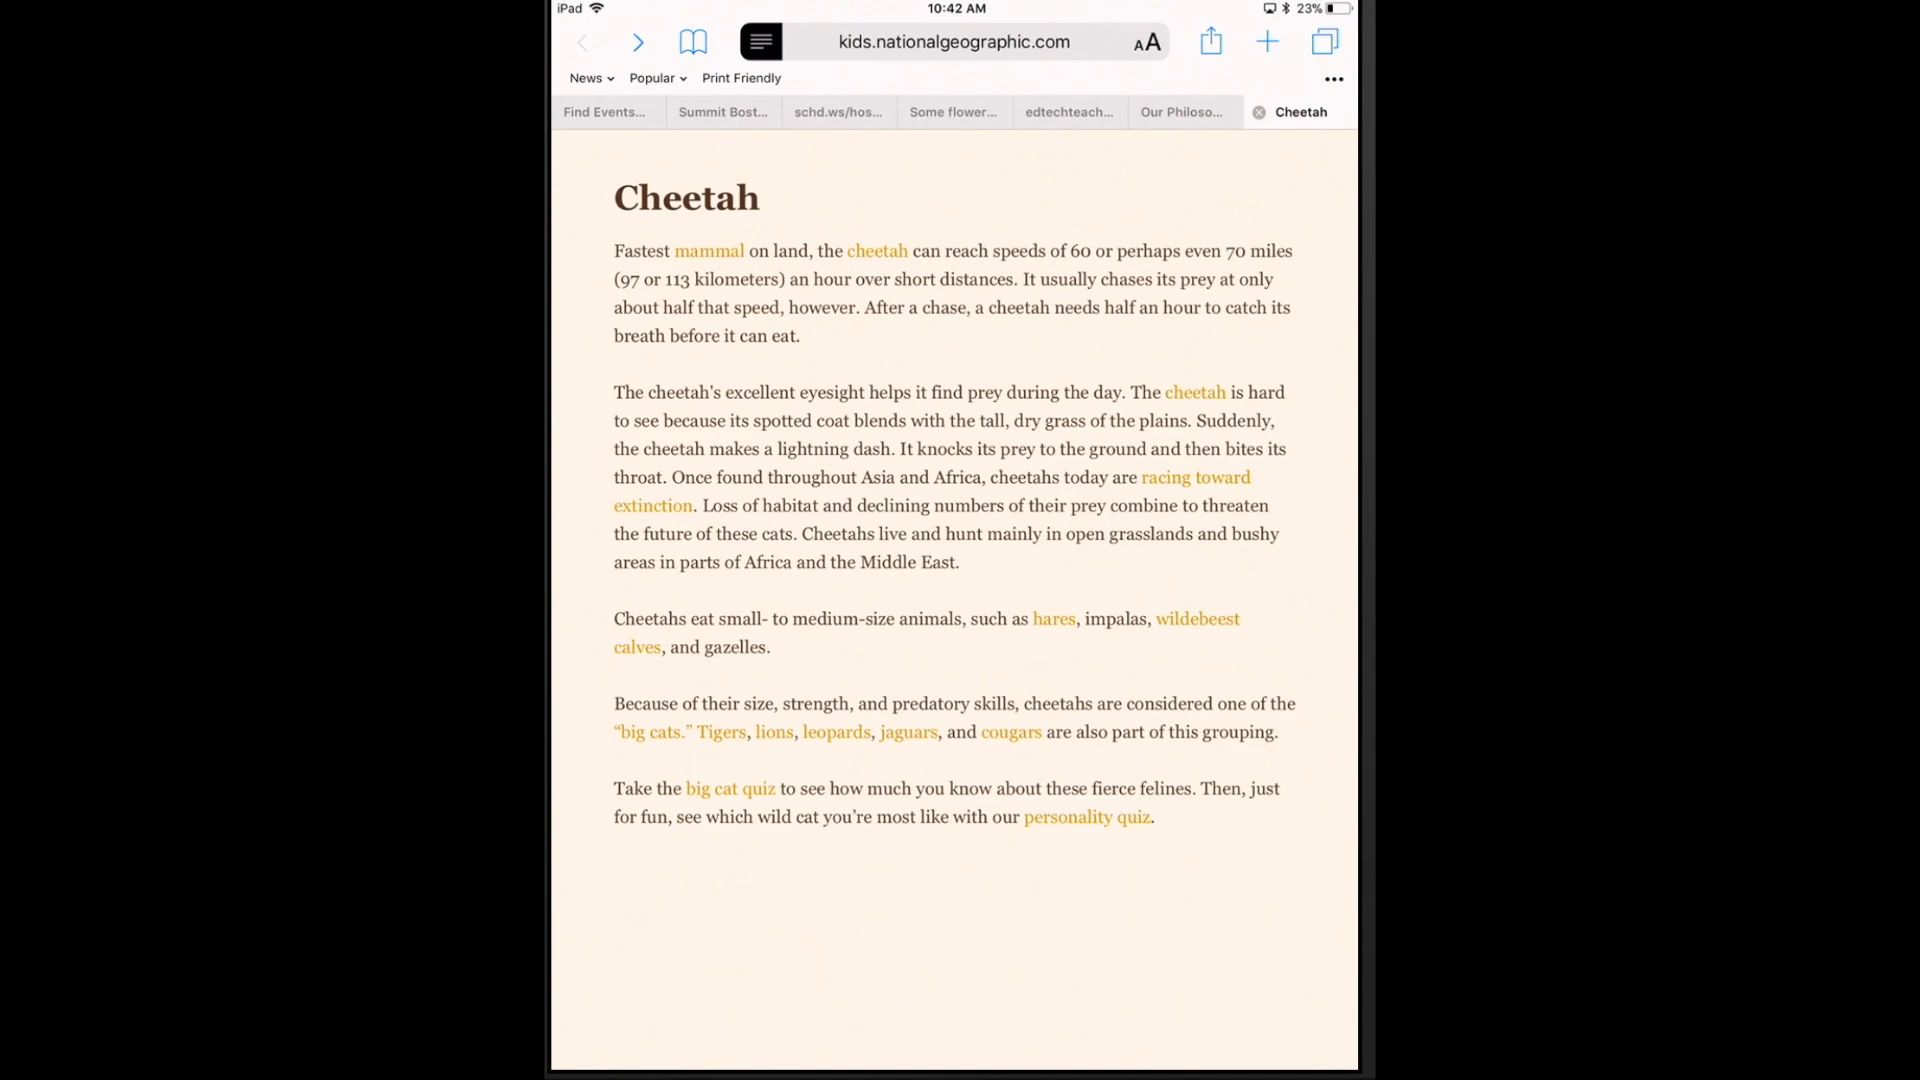 iPad 10:42 AM 23%
kids.nationalgeographic.com AA
News Popular Print Friendly •••
Find Events... Summit Bost... schd.ws/hos... Some flower... edtechteach... Our Philoso... Cheetah
Cheetah
Fastest mammal on land, the cheetah can reach speeds of 60 or perhaps even 70 miles
(97 or 113 kilometers) an hour over short distances. It usually chases its prey at only
about half that speed, however. After a chase, a cheetah needs half an hour to catch its
breath before it can eat.
The cheetah's excellent eyesight helps it find prey during the day. The cheetah is hard
to see because its spotted coat blends with the tall, dry grass of the plains. Suddenly,
the cheetah makes a lightning dash. It knocks its prey to the ground and then bites its
throat. Once found throughout Asia and Africa, cheetahs today are racing toward
extinction. Loss of habitat and declining numbers of their prey combine to threaten
the future of these cats. Cheetahs live and hunt mainly in open grasslands and bushy
areas in parts of Africa and the Middle East.
Cheetahs eat small- to medium-size animals, such as hares, impalas, wildebeest
calves, and gazelles.
Because of their size, strength, and predatory skills, cheetahs are considered one of the
“big cats.” Tigers, lions, leopards, jaguars, and cougars are also part of this grouping.
Take the big cat quiz to see how much you know about these fierce felines. Then, just
for fun, see which wild cat you’re most like with our personality quiz.